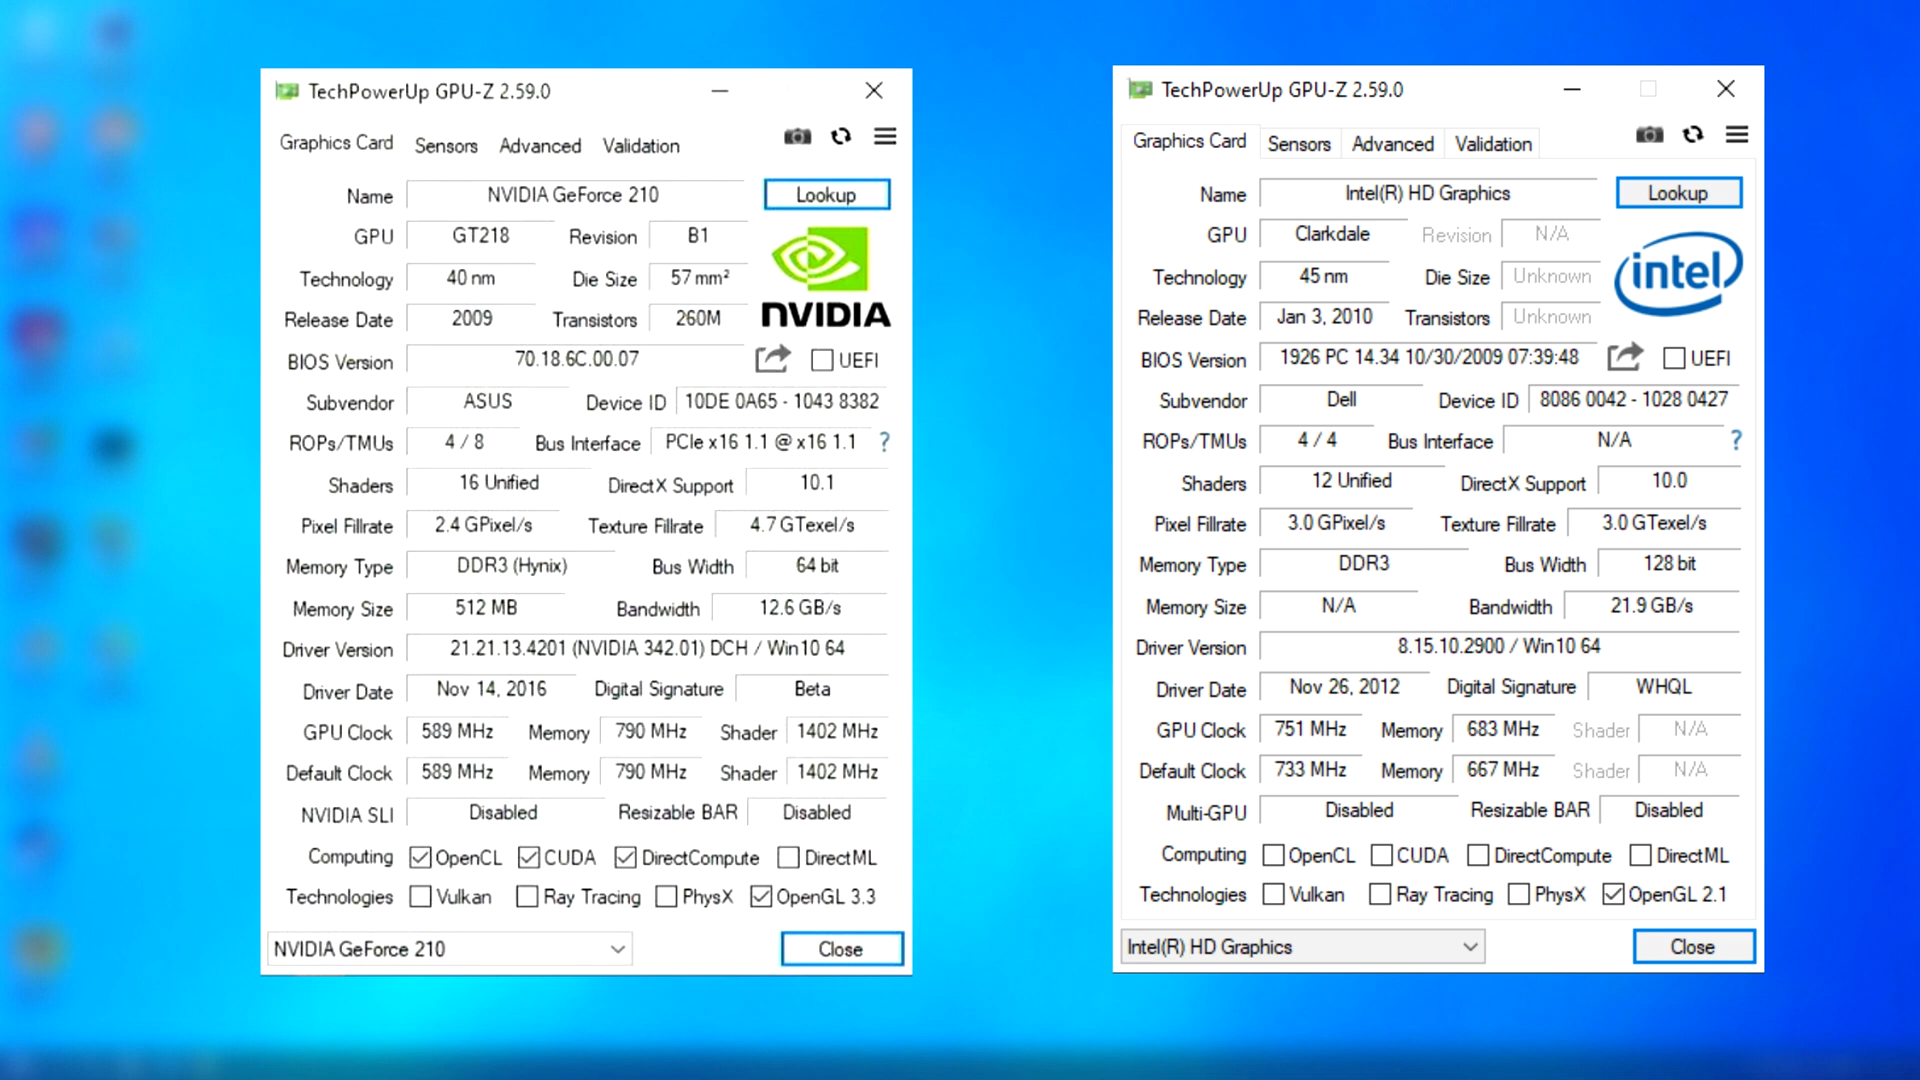 TechPowerUp GPU-Z 2.59.0
Graphics Card Sensors Advanced Validation
Name NVIDIA GeForce 210 Lookup
GPU GT218 Revision B1
Technology 40 nm Die Size 57 mm²
Release Date 2009 Transistors 260M
NVIDIA
BIOS Version 70.18.6C.00.07 UEFI
Subvendor ASUS Device ID 10DE 0A65 - 1043 8382
ROPs/TMUs 4 / 8 Bus Interface PCIe x16 1.1 @ x16 1.1 ?
Shaders 16 Unified DirectX Support 10.1
Pixel Fillrate 2.4 GPixel/s Texture Fillrate 4.7 GTexel/s
Memory Type DDR3 (Hynix) Bus Width 64 bit
Memory Size 512 MB Bandwidth 12.6 GB/s
Driver Version 21.21.13.4201 (NVIDIA 342.01) DCH / Win10 64
Driver Date Nov 14, 2016 Digital Signature Beta
GPU Clock 589 MHz Memory 790 MHz Shader 1402 MHz
Default Clock 589 MHz Memory 790 MHz Shader 1402 MHz
NVIDIA SLI Disabled Resizable BAR Disabled
Computing OpenCL CUDA DirectCompute DirectML
Technologies Vulkan Ray Tracing PhysX OpenGL 3.3
NVIDIA GeForce 210 Close
TechPowerUp GPU-Z 2.59.0
Graphics Card Sensors Advanced Validation
Name Intel(R) HD Graphics Lookup
GPU Clarkdale Revision N/A
intel
Technology 45 nm Die Size Unknown
Release Date Jan 3, 2010 Transistors Unknown
BIOS Version 1926 PC 14.34 10/30/2009 07:39:48 UEFI
Subvendor Dell Device ID 8086 0042 - 1028 0427
ROPs/TMUs 4 / 4 Bus Interface N/A ?
Shaders 12 Unified DirectX Support 10.0
Pixel Fillrate 3.0 GPixel/s Texture Fillrate 3.0 GTexel/s
Memory Type DDR3 Bus Width 128 bit
Memory Size N/A Bandwidth 21.9 GB/s
Driver Version 8.15.10.2900 / Win10 64
Driver Date Nov 26, 2012 Digital Signature WHQL
GPU Clock 751 MHz Memory 683 MHz Shader N/A
Default Clock 733 MHz Memory 667 MHz Shader N/A
Multi-GPU Disabled Resizable BAR Disabled
Computing OpenCL CUDA DirectCompute DirectML
Technologies Vulkan Ray Tracing PhysX OpenGL 2.1
Intel(R) HD Graphics Close